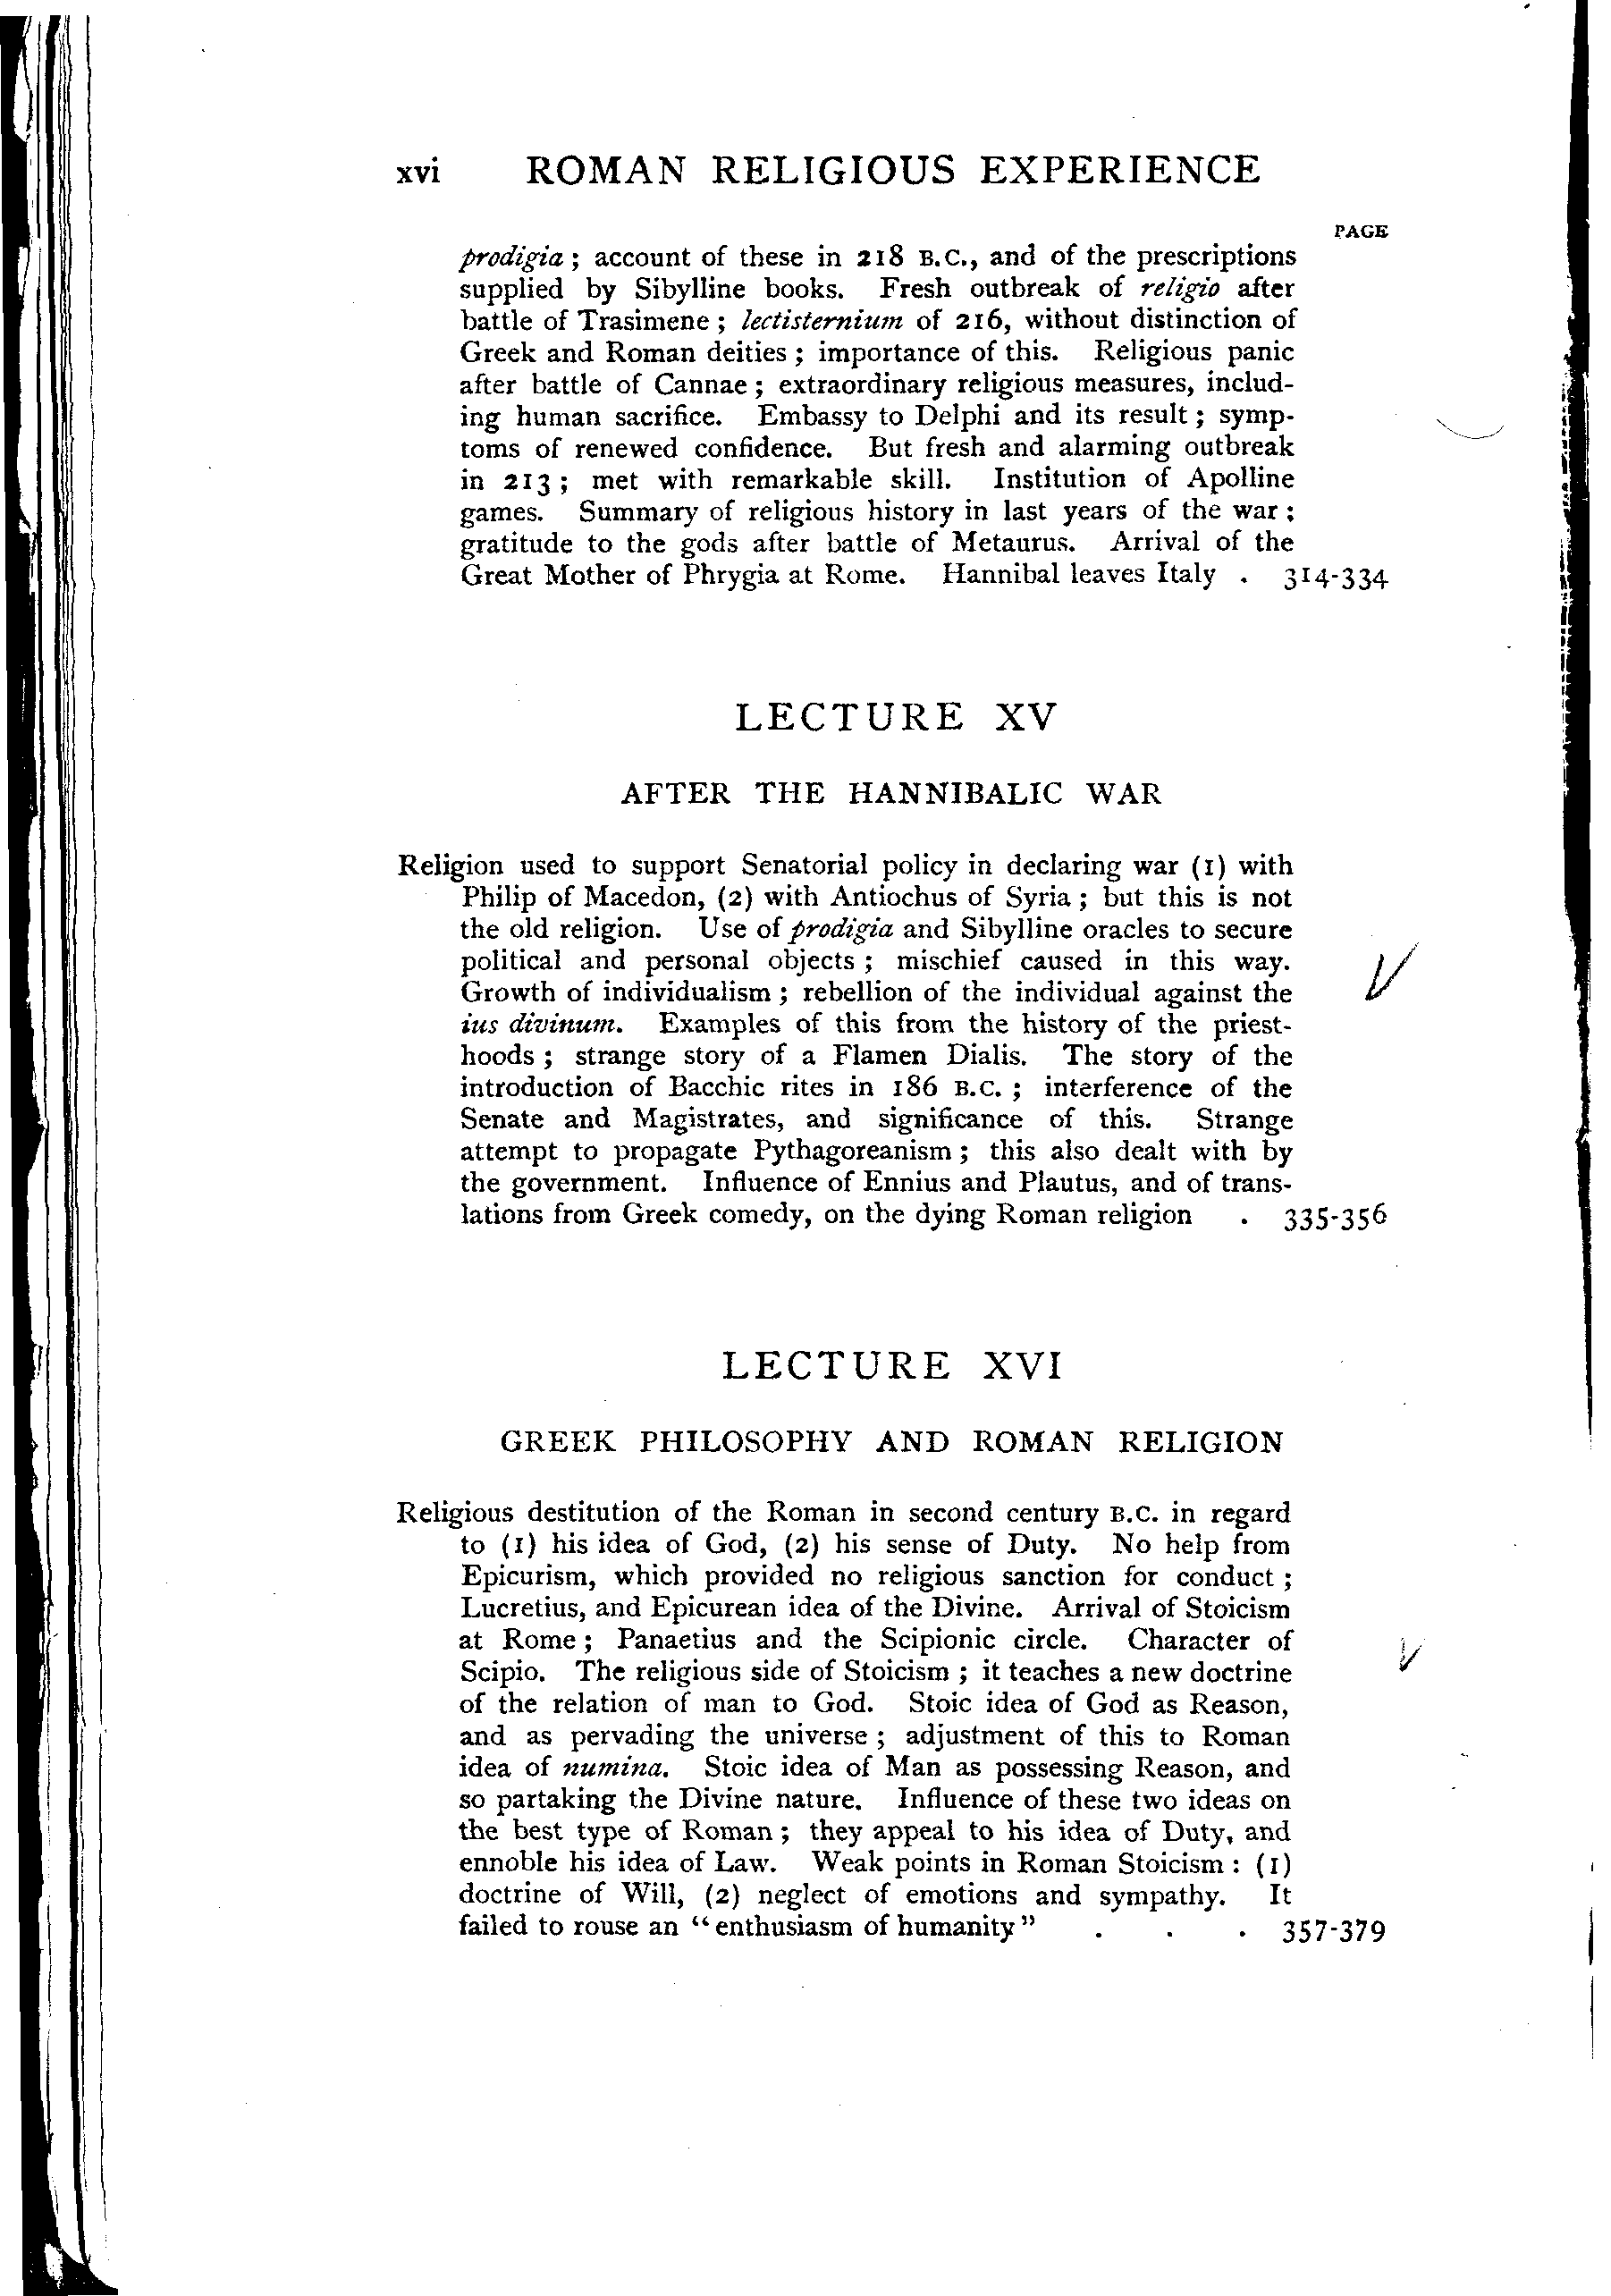 xvi ROMAN RELIGIOUS EXPERIENCE
PAGE
prodigia ; account of these in 218 B.C., and of the prescriptions
supplied by Sibylline books. Fresh outbreak of religio after
battle of Trasimene ; lectisternium of 216, without distinction of
Greek and Roman deities ; importance of this. Religious panic
after battle of Cannae ; extraordinary religious measures, includ-
ing human sacrifice. Embassy to Delphi and its result ; symp-
toms of renewed confidence. But fresh and alarming outbreak
in 213 ; met with remarkable skill. Institution of Apolline
games. Summary of religious history in last years of the war ;
gratitude to the gods after battle of Metaurus. Arrival of the
Great Mother of Phrygia at Rome. Hannibal leaves Italy . 314-334
LECTURE XV
AFTER THE HANNIBALIC WAR
Religion used to support Senatorial policy in declaring war (1) with
Philip of Macedon, (2) with Antiochus of Syria ; but this is not
the old religion. Use of prodigia and Sibylline oracles to secure
political and personal objects ; mischief caused in this way.
Growth of individualism ; rebellion of the individual against the
ius divinum. Examples of this from the history of the priest-
hoods ; strange story of a Flamen Dialis. The story of the
introduction of Bacchic rites in 186 B.C. ; interference of the
Senate and Magistrates, and significance of this. Strange
attempt to propagate Pythagoreanism ; this also dealt with by
the government. Influence of Ennius and Plautus, and of trans-
lations from Greek comedy, on the dying Roman religion . 335-356
LECTURE XVI
GREEK PHILOSOPHY AND ROMAN RELIGION
Religious destitution of the Roman in second century B.C. in regard
to (1) his idea of God, (2) his sense of Duty. No help from
Epicurism, which provided no religious sanction for conduct ;
Lucretius, and Epicurean idea of the Divine. Arrival of Stoicism
at Rome ; Panaetius and the Scipionic circle. Character of
Scipio. The religious side of Stoicism ; it teaches a new doctrine
of the relation of man to God. Stoic idea of God as Reason,
and as pervading the universe ; adjustment of this to Roman
idea of numina. Stoic idea of Man as possessing Reason, and
so partaking the Divine nature. Influence of these two ideas on
the best type of Roman ; they appeal to his idea of Duty, and
ennoble his idea of Law. Weak points in Roman Stoicism : (1)
doctrine of Will, (2) neglect of emotions and sympathy. It
failed to rouse an "enthusiasm of humanity" . . . 357-379